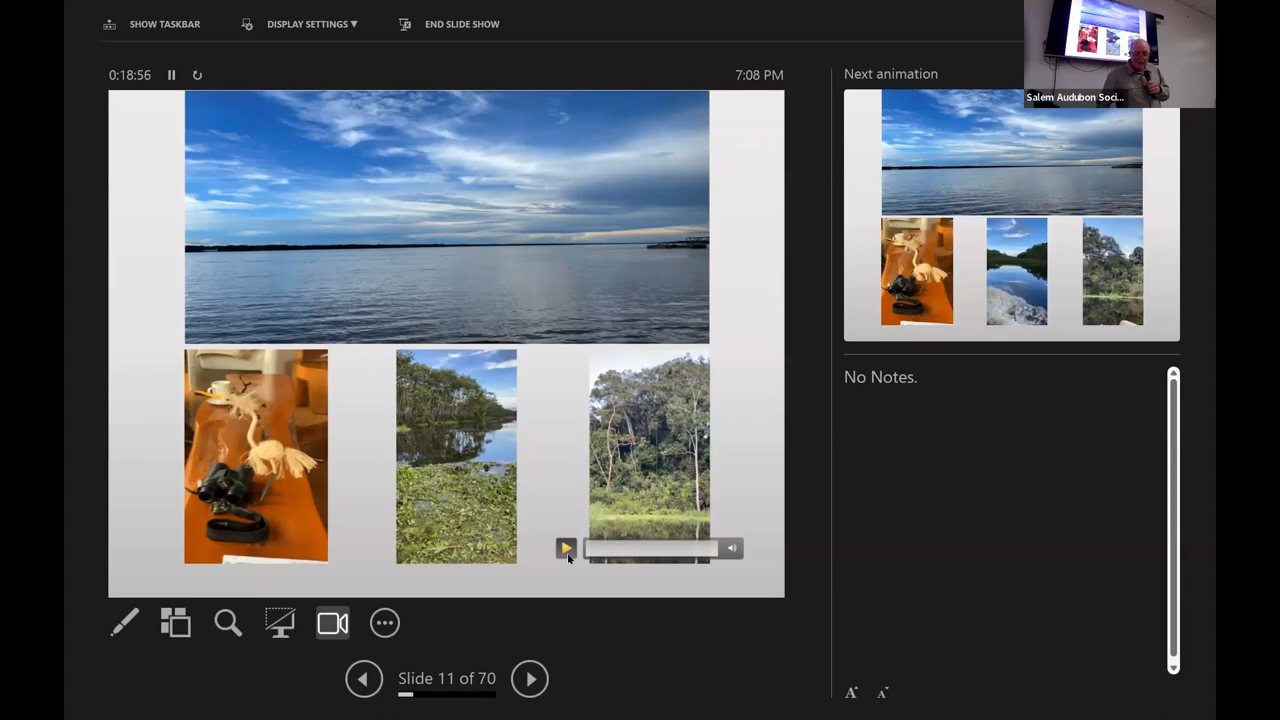 SHOW TASKBAR
DISPLAY SETTINGS ▼
END SLIDE SHOW
0:18:56
7:08 PM
Next animation
Salem Audubon Soci...
No Notes.
Slide 11 of 70
A
A